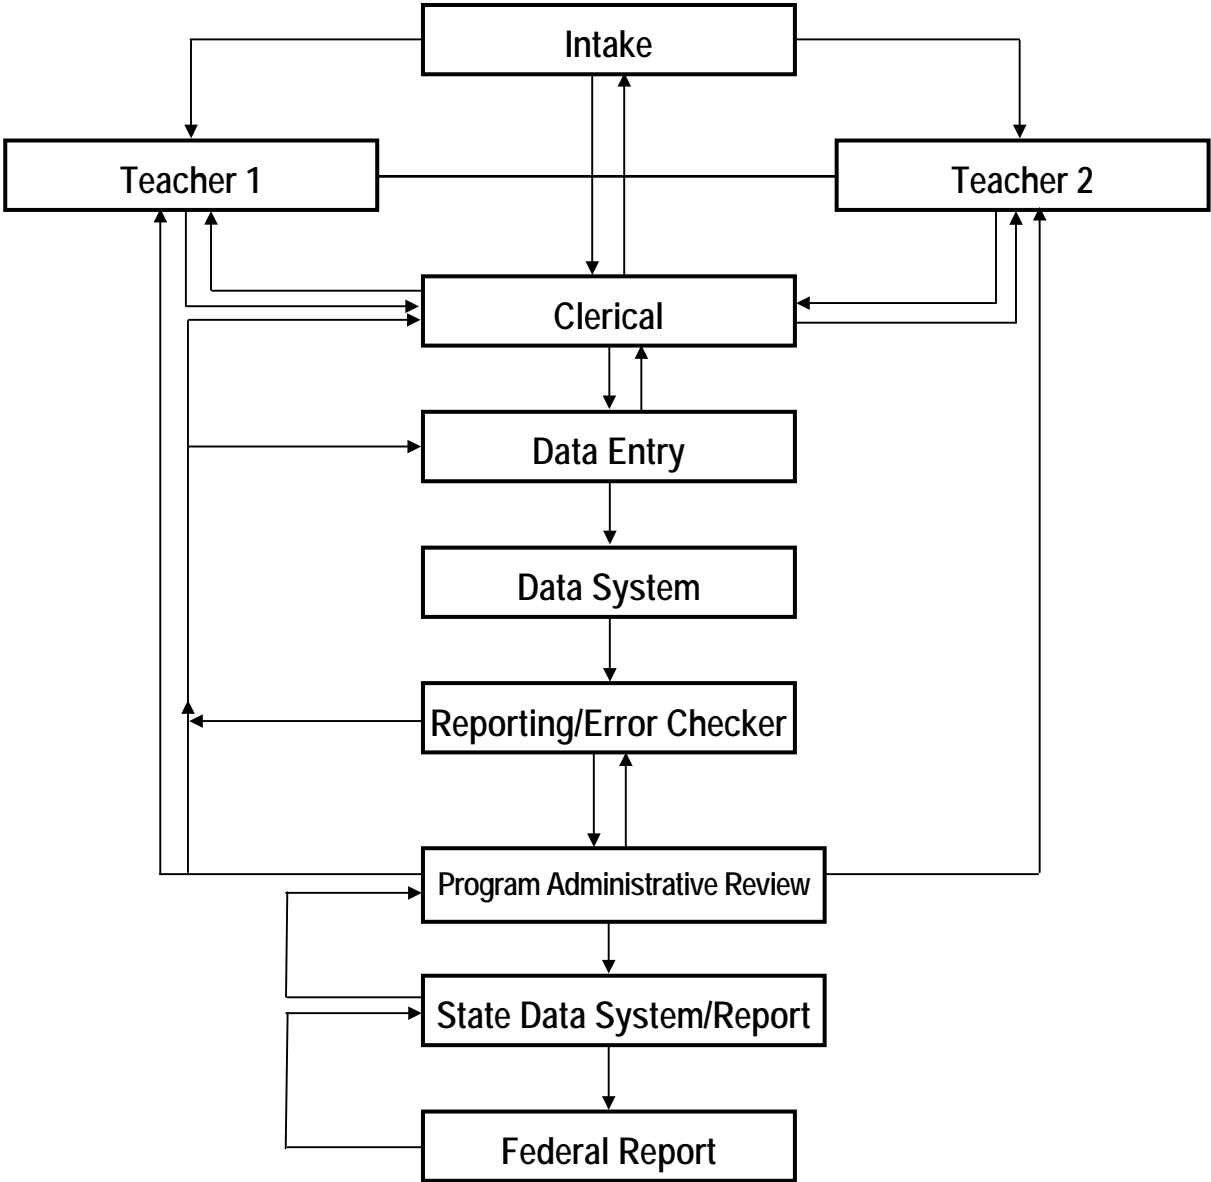 Intake
Teacher 1
Teacher 2
Clerical
Data Entry
Data System
Reporting/Error Checker
Program Administrative Review
State Data System/Report
Federal Report